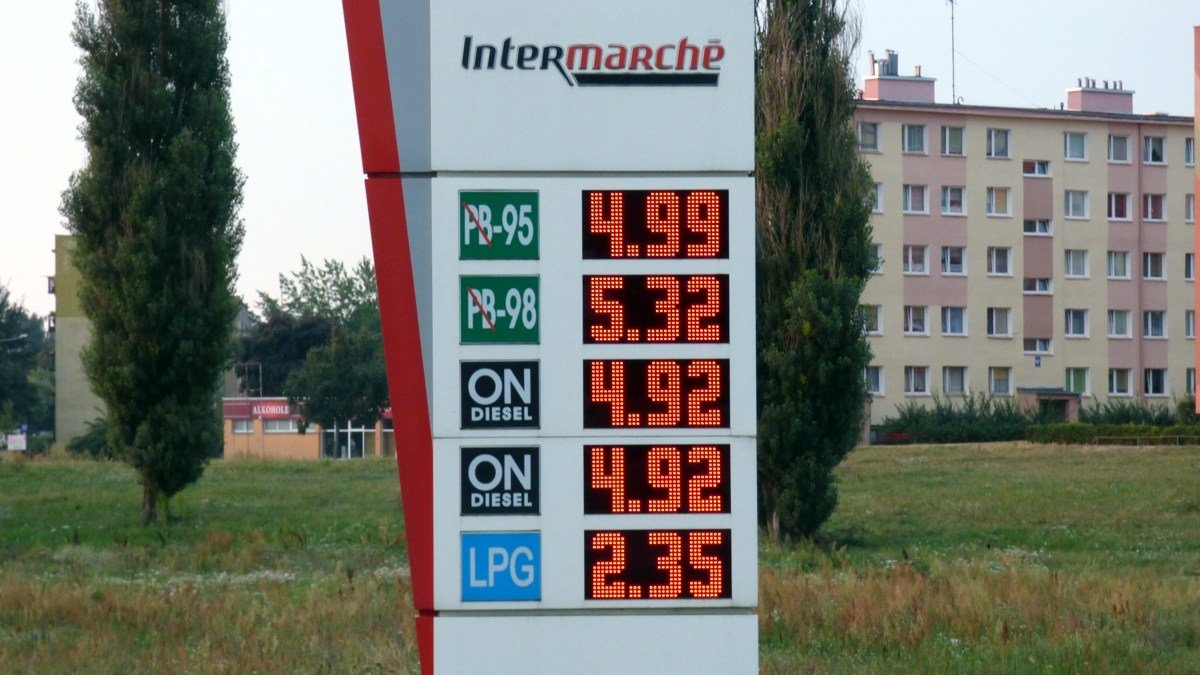 Intermarchē
PB-95 4.99
PB-98 5.32
ON DIESEL 4.92
ON DIESEL 4.92
LPG 2.35
ALKOHOLE